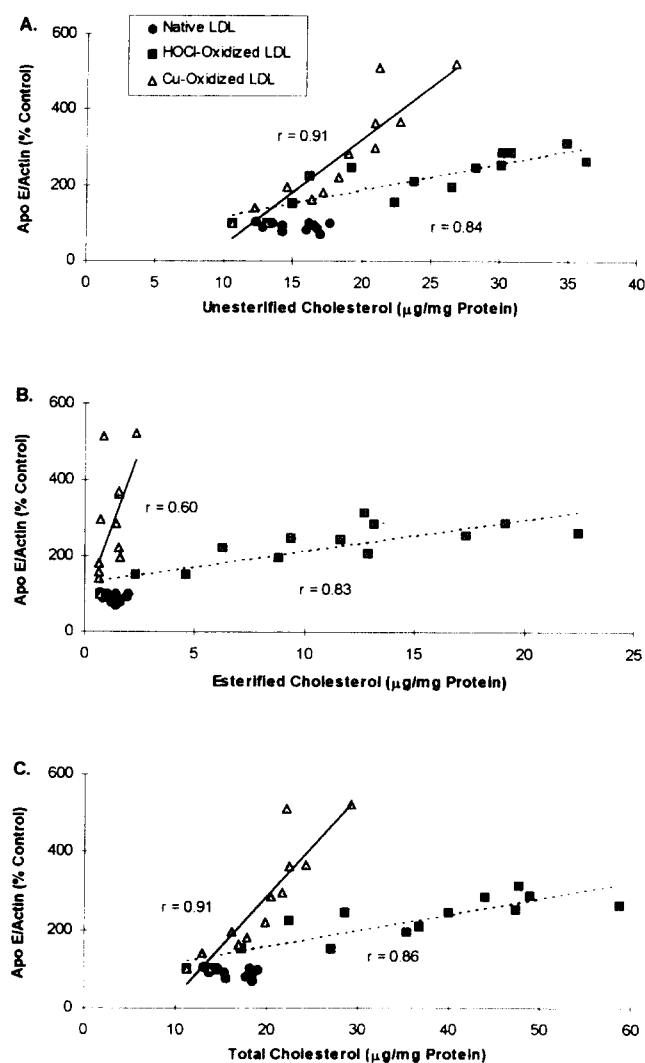 A.
Native LDL
HOCl-Oxidized LDL
Cu-Oxidized LDL
Apo E/Actin (% Control)
600
400
200
0
r = 0.91
r = 0.84
0 5 10 15 20 25 30 35 40
Unesterified Cholesterol (μg/mg Protein)
B.
Apo E/Actin (% Control)
600
400
200
0
r = 0.60
r = 0.83
0 5 10 15 20 25
Esterified Cholesterol (μg/mg Protein)
C.
Apo E/Actin (% Control)
600
400
200
0
r = 0.91
r = 0.86
0 10 20 30 40 50 60
Total Cholesterol (μg/mg Protein)